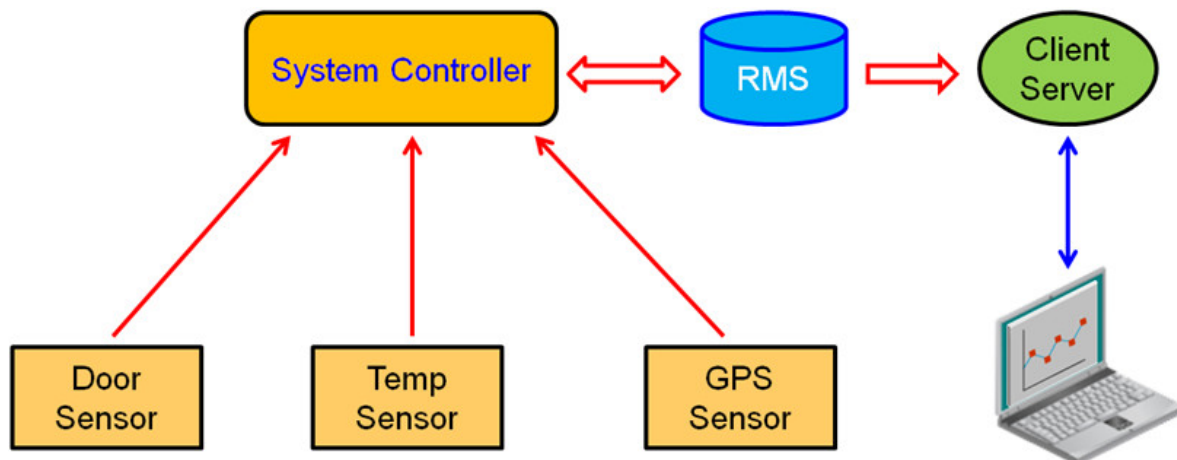 System Controller
RMS
Client
Server
Door
Sensor
Temp
Sensor
GPS
Sensor